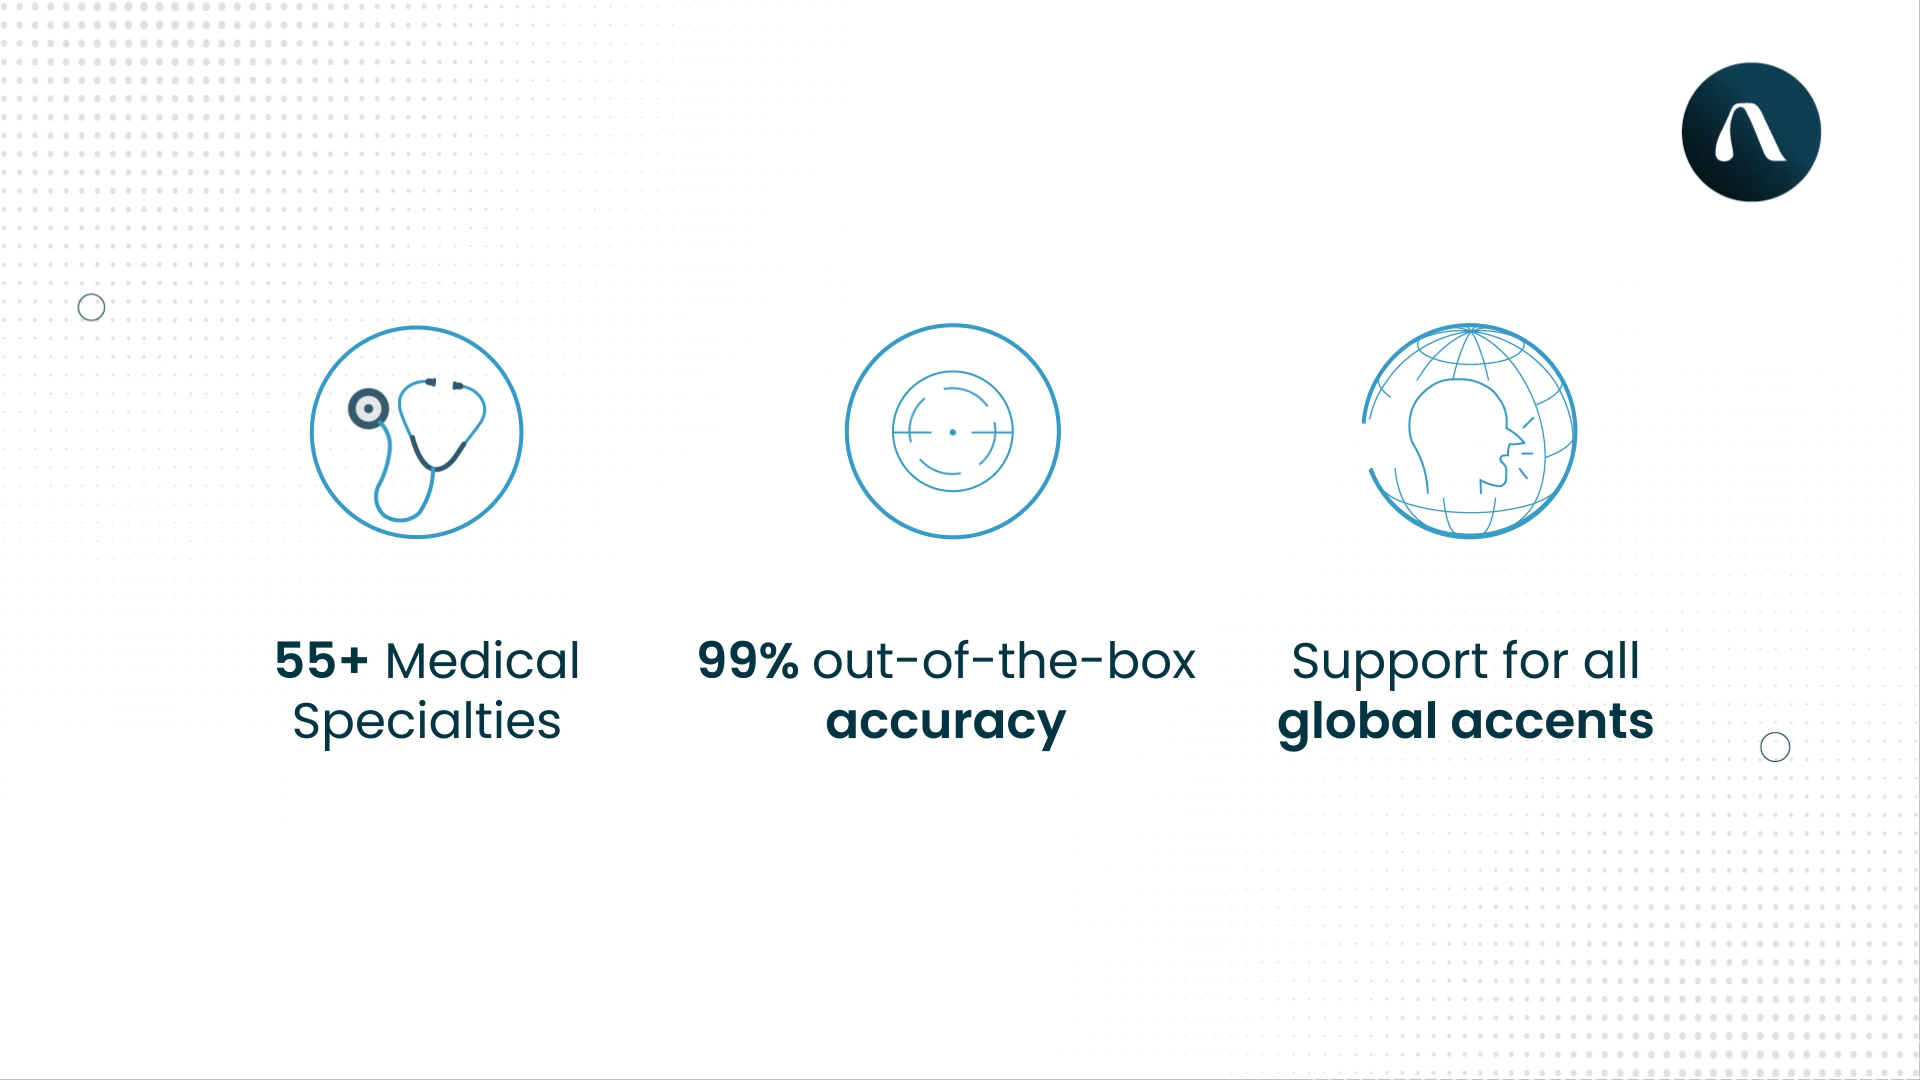 55+ Medical
Specialties
99% out-of-the-box
accuracy
Support for all
global accents